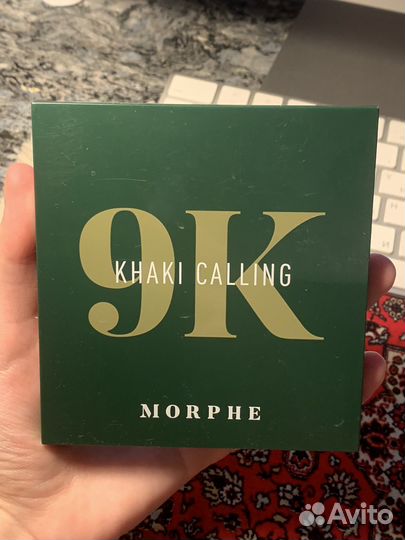 9K
KHAKI CALLING
MORPHE
Avito